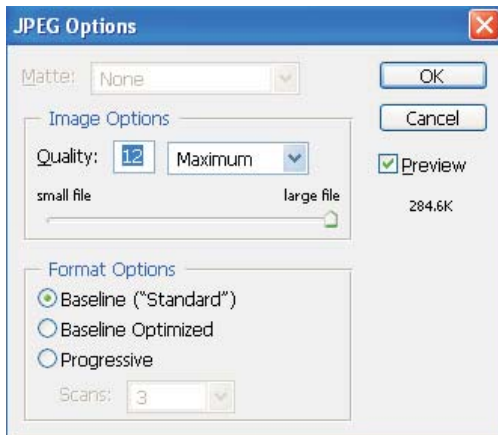 JPEG Options
Matte: None
OK
Image Options
Cancel
Quality: 12 Maximum
Preview
small file large file
284.6K
Format Options
Baseline ("Standard")
Baseline Optimized
Progressive
Scans: 3